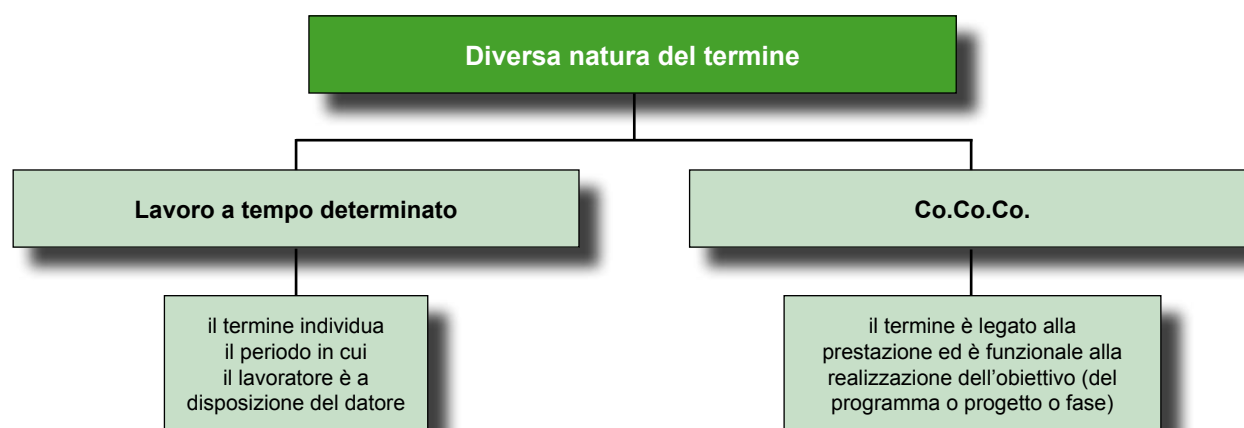 Diversa natura del termine
Lavoro a tempo determinato
Co.Co.Co.
il termine individua
il periodo in cui
il lavoratore è a
disposizione del datore
il termine è legato alla
prestazione ed è funzionale alla
realizzazione dell’obiettivo (del
programma o progetto o fase)